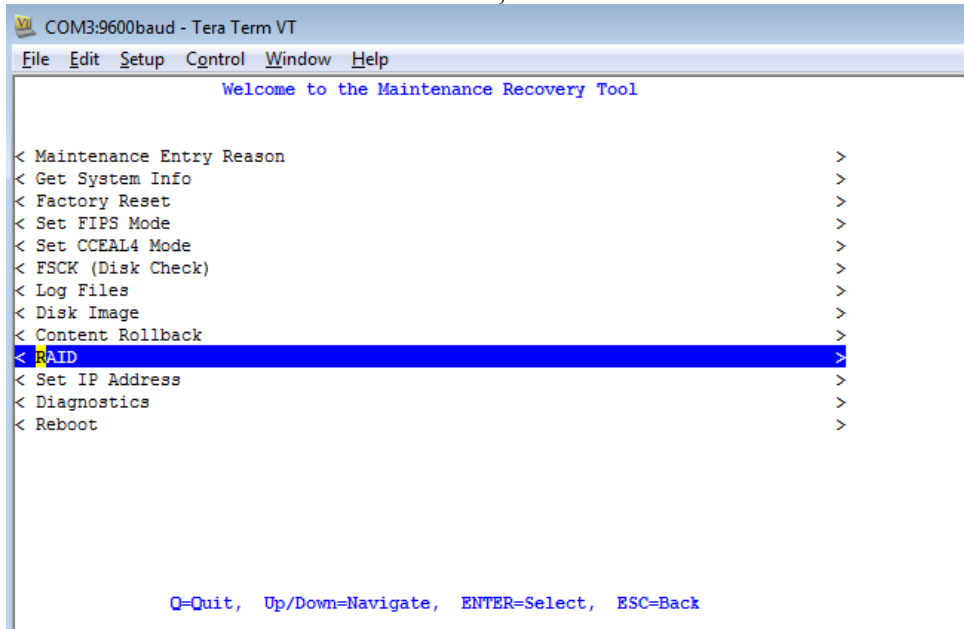 COM3:9600baud - Tera Term VT
File Edit Setup Control Window Help
Welcome to the Maintenance Recovery Tool
< Maintenance Entry Reason >
< Get System Info >
< Factory Reset >
< Set FIPS Mode >
< Set CCEAL4 Mode >
< FSCK (Disk Check) >
< Log Files >
< Disk Image >
< Content Rollback >
< RAID >
< Set IP Address >
< Diagnostics >
< Reboot >
Q=Quit, Up/Down=Navigate, ENTER=Select, ESC=Back